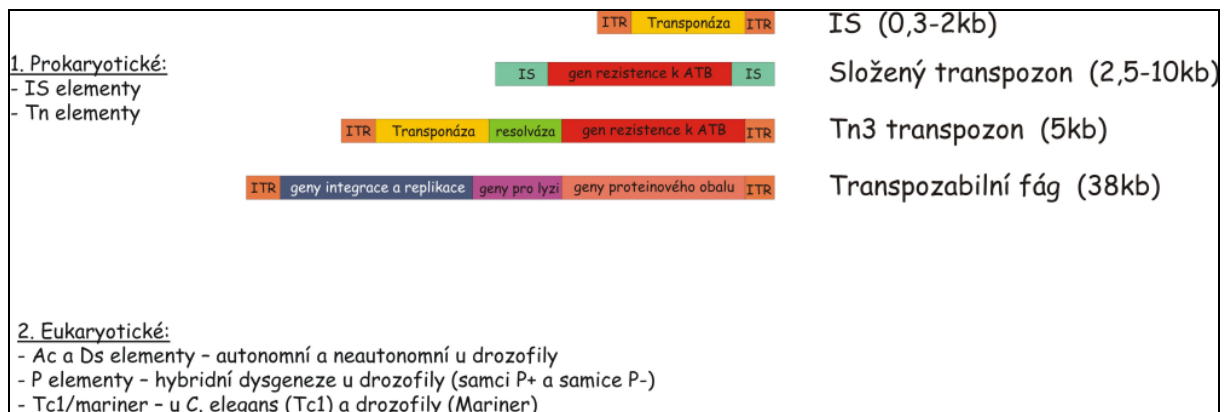 ITR Transponáza ITR IS (0,3-2kb)
1. Prokaryotické:
IS gen rezistence k ATB IS Složený transpozon (2,5-10kb)
- IS elementy
- Tn elementy
ITR Transponáza resolváza gen rezistence k ATB ITR Tn3 transpozon (5kb)
ITR geny integrace a replikace geny pro lyzi geny proteinového obalu ITR Transpozabilní fág (38kb)
2. Eukaryotické:
- Ac a Ds elementy – autonomní a neautonomní u drozofily
- P elementy – hybridní dysgeneze u drozofily (samci P+ a samice P-)
- Tc1/mariner – u C. elegans (Tc1) a drozofily (Mariner)